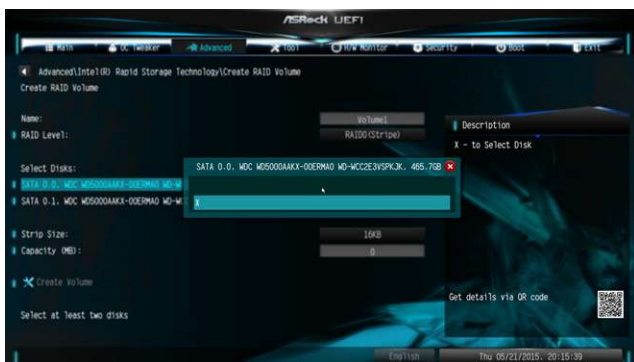 ASRock UEFI
Main OC Tweaker Advanced Tool H/W Monitor Security Boot Exit
Advanced\Intel(R) Rapid Storage Technology\Create RAID Volume
Create RAID Volume
Name: Volume1
RAID Level: RAID0(Stripe)
Description
X - to Select Disk
Select Disks:
SATA 0.0. WDC WD5000AAKX-00ERMA0 WD-WCC2E3VSPKJK. 465.7GB
SATA 0.0. WDC WD5000AAKX-00ERMA0 WD-W
X
SATA 0.1. WDC WD5000AAKX-00ERMA0 WD-WC
Strip Size: 16KB
Capacity (MB): 0
Create Volume
Get details via QR code
Select at least two disks
English Thu 05/21/2015. 20:15:39